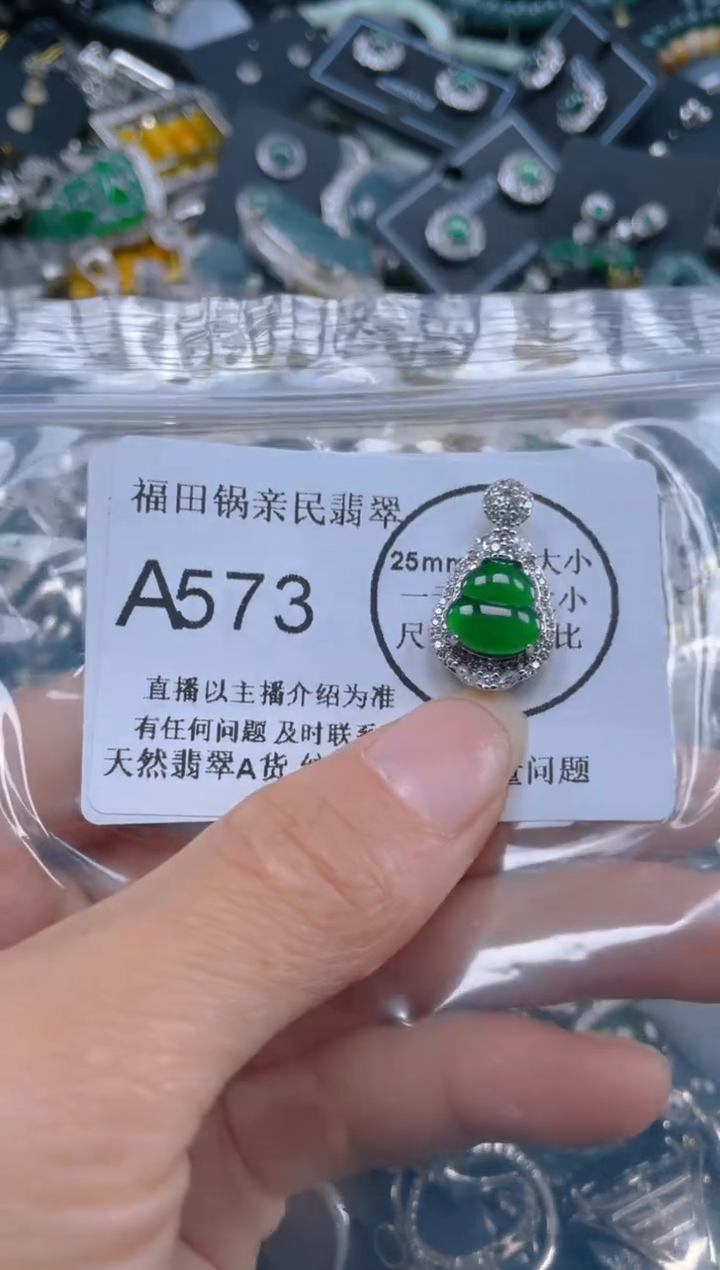 福田锅亲民翡翠
A573
25mm 大小
一 小
尺 比
直播以主播介绍为准
有任何问题 及时联系
天然翡翠A货 问题